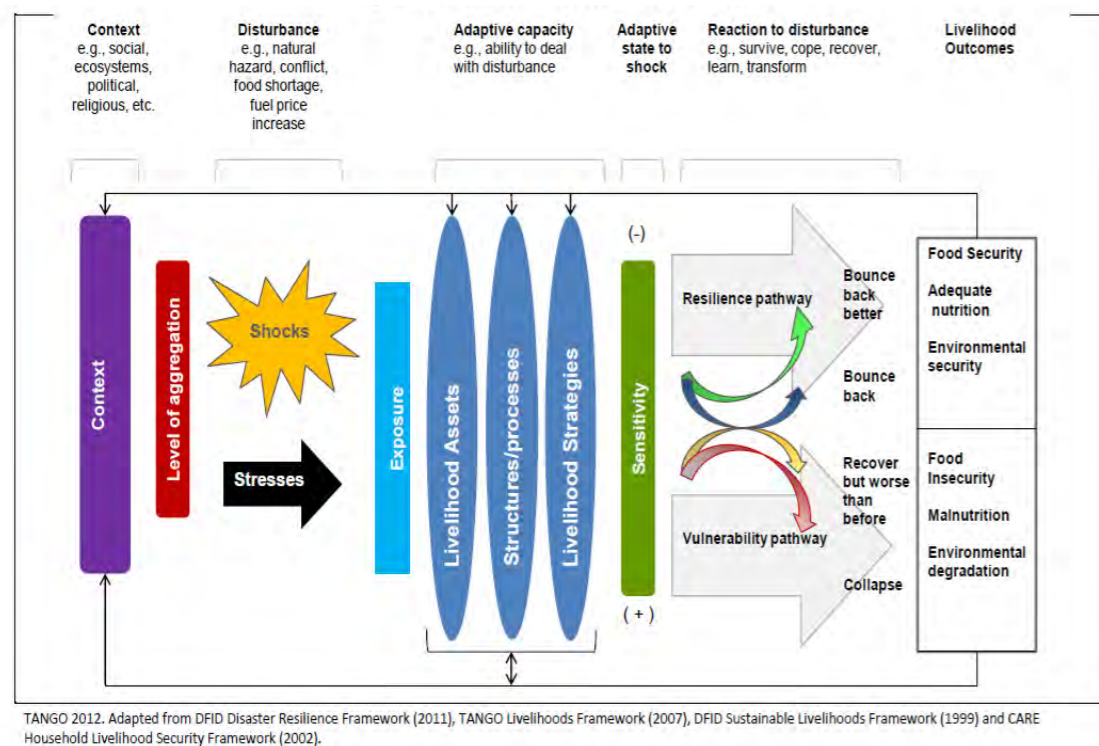 Context
e.g., social,
ecosystems,
political,
religious, etc.
Disturbance
e.g., natural
hazard, conflict,
food shortage,
fuel price
increase
Adaptive capacity
e.g., ability to deal
with disturbance
Adaptive
state to
shock
Reaction to disturbance
e.g., survive, cope, recover,
learn, transform
Livelihood
Outcomes
Context
Level of aggregation
Shocks
Stresses
Exposure
Livelihood Assets
Structures/processes
Livelihood Strategies
(-)
Sensitivity
(+)
Resilience pathway
Bounce
back
better
Bounce
back
Recover
but worse
than
before
Vulnerability pathway
Collapse
Food Security
Adequate
nutrition
Environmental
security
Food
Insecurity
Malnutrition
Environmental
degradation
TANGO 2012. Adapted from DFID Disaster Resilience Framework (2011), TANGO Livelihoods Framework (2007), DFID Sustainable Livelihoods Framework (1999) and CARE
Household Livelihood Security Framework (2002).